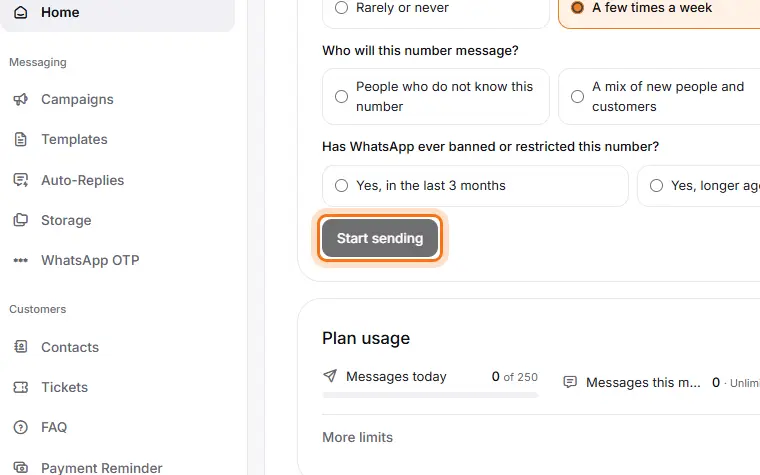 Home
Messaging
Campaigns
Templates
Auto-Replies
Storage
WhatsApp OTP
Customers
Contacts
Tickets
FAQ
Payment Reminder
Rarely or never
A few times a week
Who will this number message?
People who do not know this
number
A mix of new people and
customers
Has WhatsApp ever banned or restricted this number?
Yes, in the last 3 months
Yes, longer
Start sending
Plan usage
Messages today
0 of 250
Messages this m...
0 ·
More limits